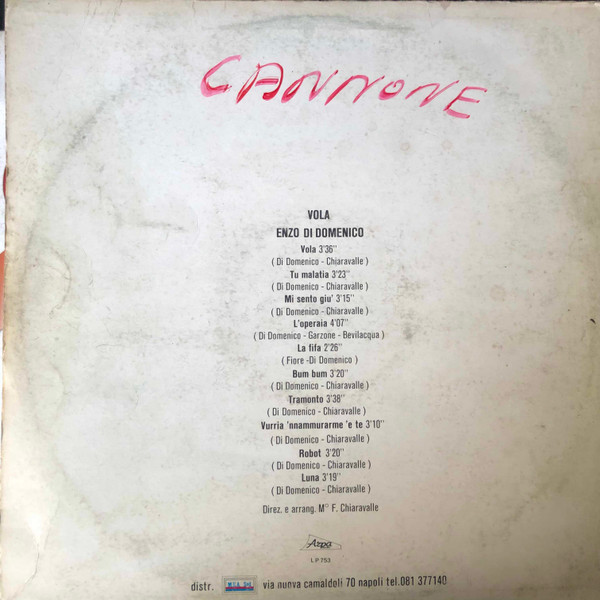 CANNONE
VOLA
ENZO DI DOMENICO
Vola 3'36"
( Di Domenico - Chiaravalle )
Tu malatia 3'23"
( Di Domenico - Chiaravalle )
Mi sento giu' 3'15"
( Di Domenico - Chiaravalle )
L'operaia 4'07"
( Di Domenico - Garzone - Bevilacqua )
La fifa 2'26"
( Fiore -Di Domenico )
Bum bum 3'20"
( Di Domenico - Chiaravalle )
Tramonto 3'38"
( Di Domenico - Chiaravalle )
Vurria 'nnammurarme 'e te 3'10"
( Di Domenico - Chiaravalle )
Robot 3'20"
( Di Domenico - Chiaravalle )
Luna 3'19"
( Di Domenico - Chiaravalle )
Direz. e arrang. M° F. Chiaravalle
Arpa
LP 753
distr. via nuova camaldoli 70 napoli tel.081 377140